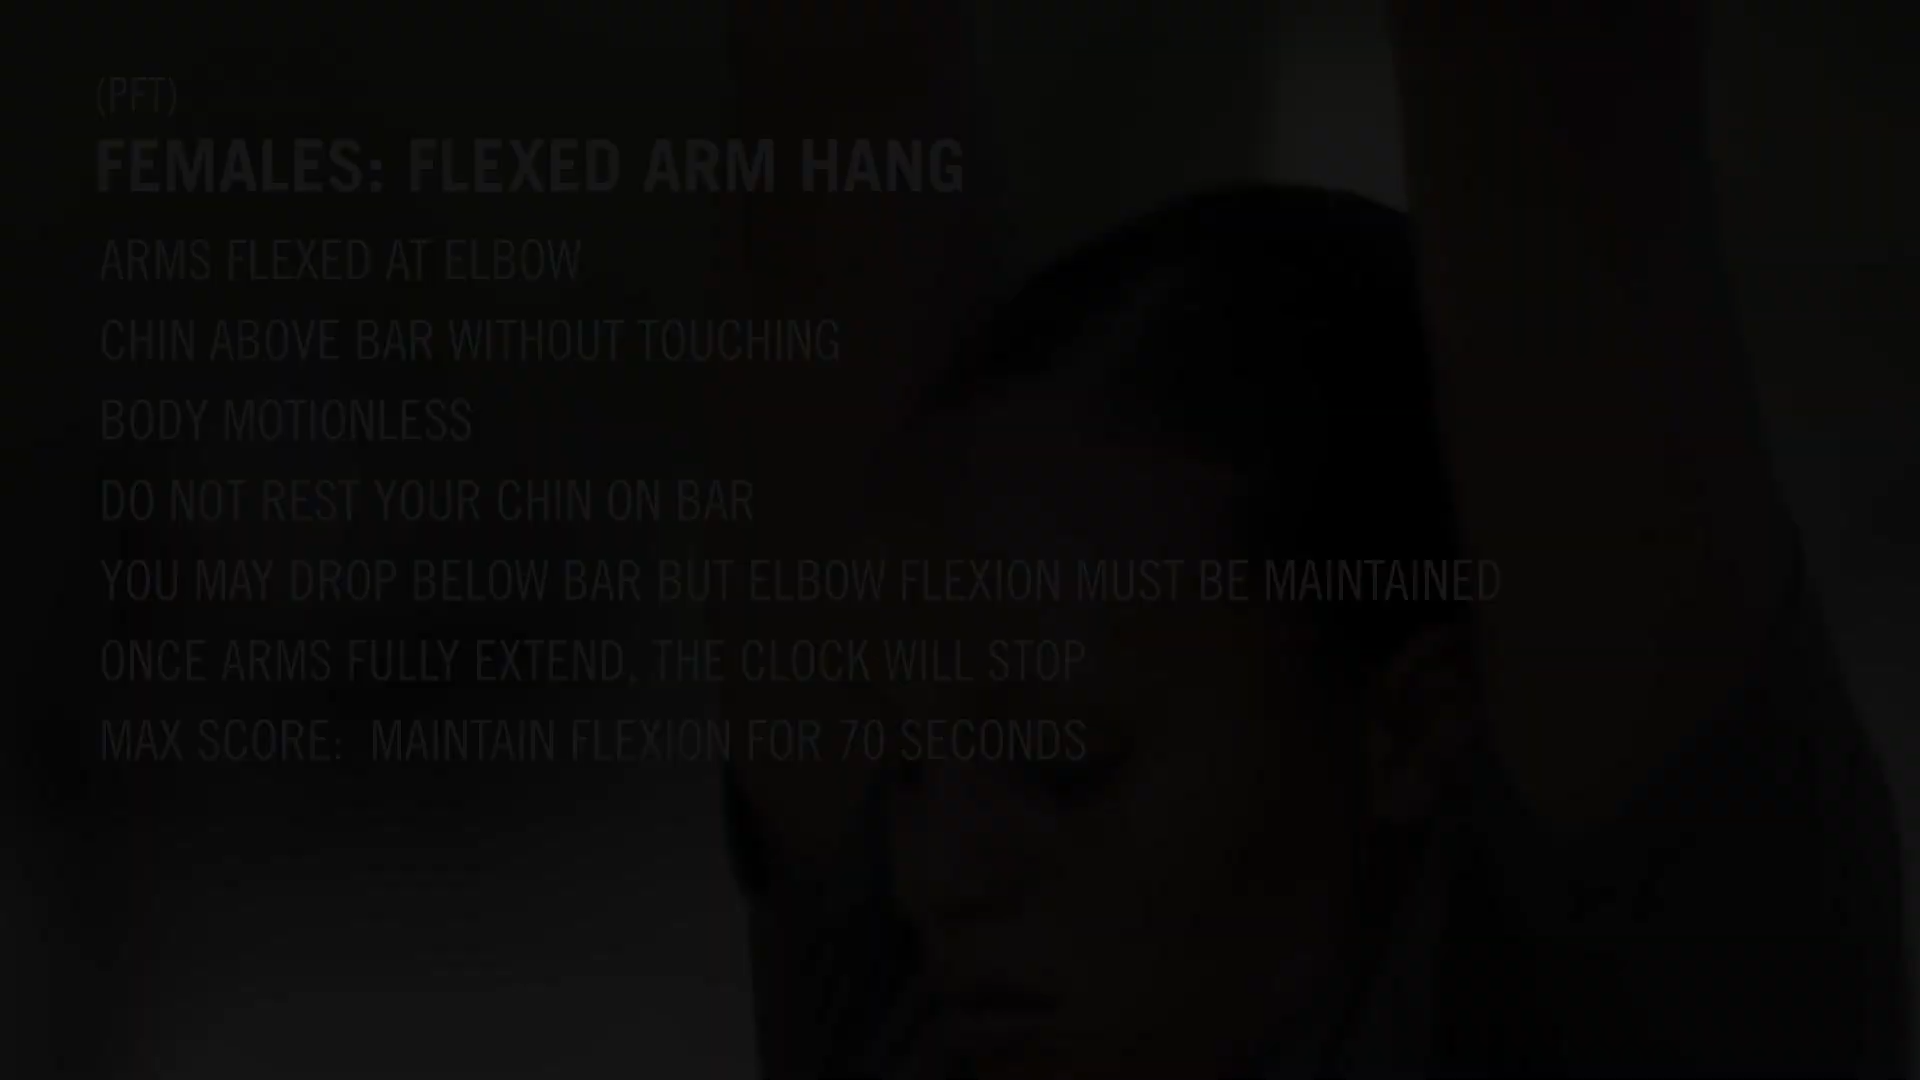 (PFT)
FEMALES: FLEXED ARM HANG
ARMS FLEXED AT ELBOW
CHIN ABOVE BAR WITHOUT TOUCHING
BODY MOTIONLESS
DO NOT REST YOUR CHIN ON BAR
YOU MAY DROP BELOW BAR BUT ELBOW FLEXION MUST BE MAINTAINED
ONCE ARMS FULLY EXTEND, THE CLOCK WILL STOP
MAX SCORE: MAINTAIN FLEXION FOR 70 SECONDS